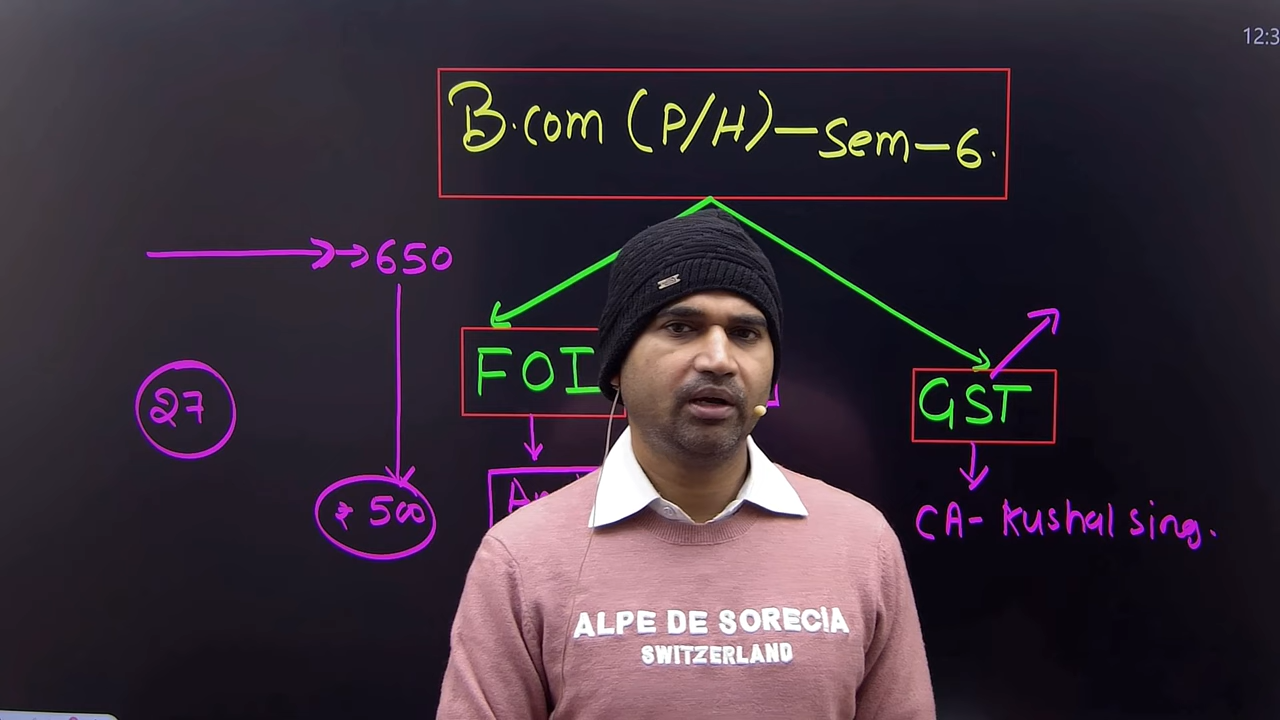 12:3
B.com (P/H)-Sem-6.
650
FOI
GST
27
₹ 500
CA- Kushal sing.
ALPE DE SORECIA
SWITZERLAND